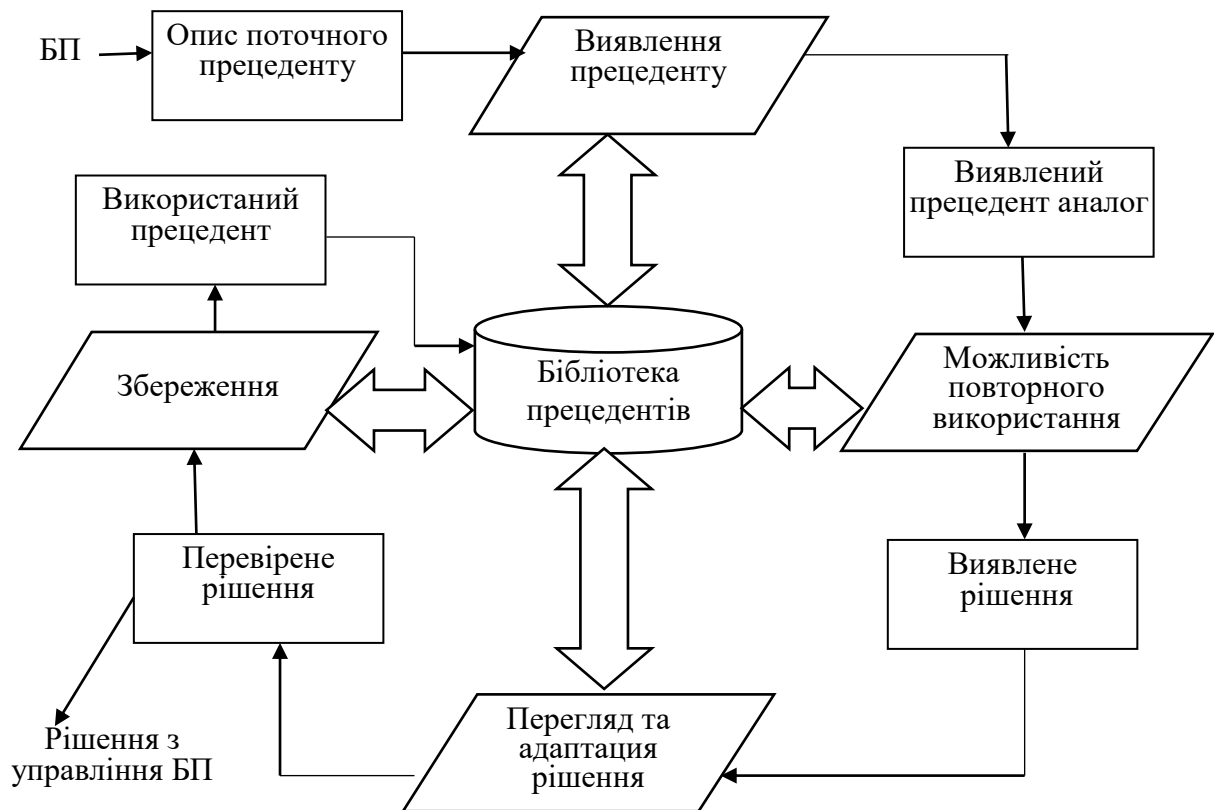 БП
Опис поточного
прецеденту
Виявлення
прецеденту
Виявлений
прецедент аналог
Використаний
прецедент
Збереження
Бібліотека
прецедентів
Можливість
повторного
використання
Перевірене
рішення
Виявлене
рішення
Рішення з
управління БП
Перегляд та
адаптация
рішення